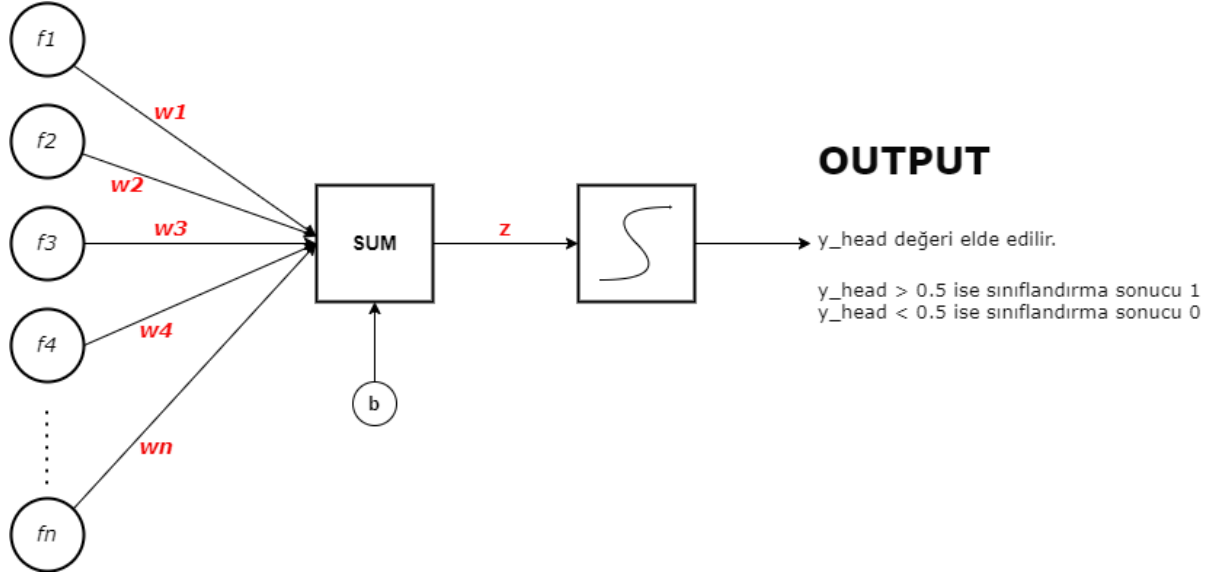 f1
w1
f2
w2
f3
w3
f4
w4
wn
fn
SUM
b
z
OUTPUT
y_head değeri elde edilir.
y_head > 0.5 ise sınıflandırma sonucu 1
y_head < 0.5 ise sınıflandırma sonucu 0